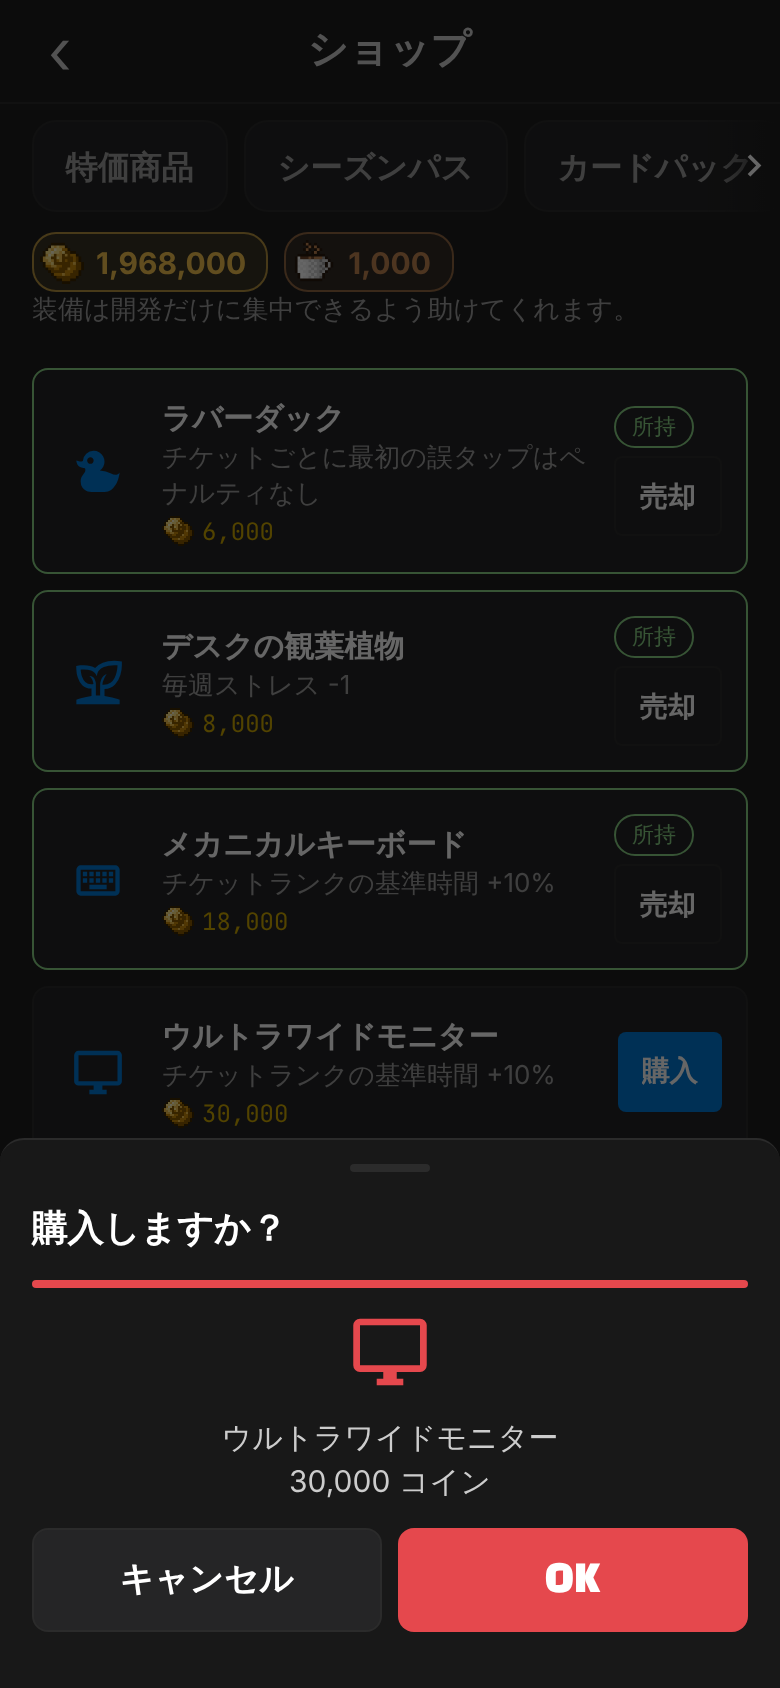 ショップ
特価商品
シーズンパス
カードパック
1,968,000
1,000
装備は開発だけに集中できるよう助けてくれます。
ラバーダック
チケットごとに最初の誤タップはペ
ナルティなし
6,000
所持
売却
デスクの観葉植物
毎週ストレス -1
8,000
所持
売却
メカニカルキーボード
チケットランクの基準時間 +10%
18,000
所持
売却
ウルトラワイドモニター
チケットランクの基準時間 +10%
30,000
購入
購入しますか？
ウルトラワイドモニター
30,000 コイン
キャンセル
OK